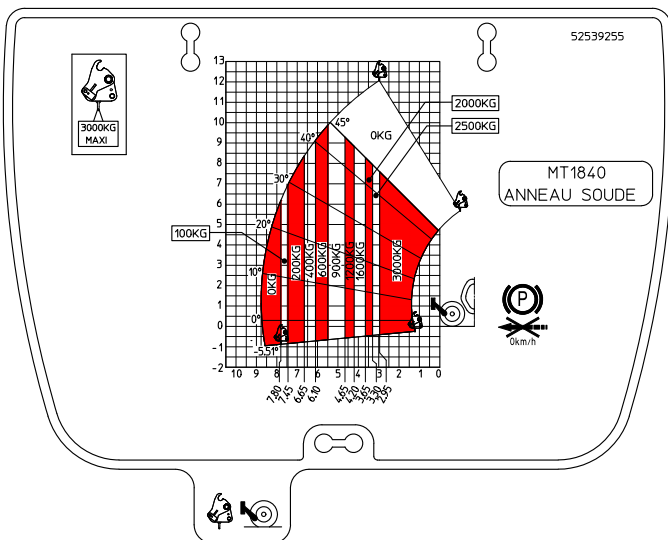 52539255
3000KG
MAXI
MT1840
ANNEAU SOUDE
P
0km/h
2000KG
2500KG
100KG
13
12
11
10
9
8
7
6
5
4
3
2
1
0
-1
-2
45°
40°
30°
20°
10°
0°
-5.51°
0KG
0KG
200KG
400KG
600KG
900KG
1200KG
1600KG
3000KG
10 9 8 7 6 5 4 3 2 1 0
7.80 7.45 6.65 6.10 4.65 4.20 3.65 3.30 2.95